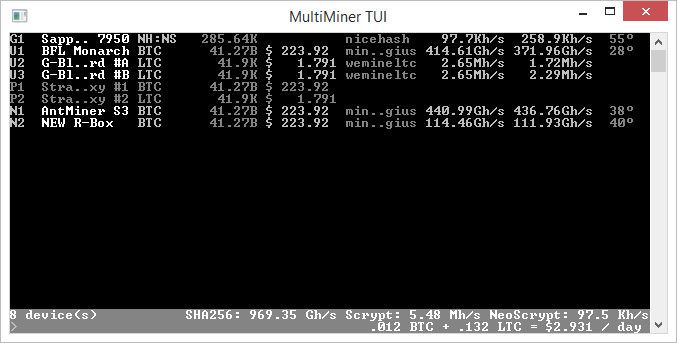 MultiMiner TUI
G1 Sapp.. 7950 NH:NS 285.64K nicehash 97.7Kh/s 258.9Kh/s 55º
U1 BFL Monarch BTC 41.27B $ 223.92 min..gius 414.61Gh/s 371.96Gh/s 28º
U2 G-Bl..rd #A LTC 41.9K $ 1.791 wemineltc 2.65Mh/s 1.72Mh/s
U3 G-Bl..rd #B LTC 41.9K $ 1.791 wemineltc 2.65Mh/s 2.29Mh/s
P1 Stra..xy #1 BTC 41.27B $ 223.92
P2 Stra..xy #2 LTC 41.9K $ 1.791
N1 AntMiner S3 BTC 41.27B $ 223.92 min..gius 440.99Gh/s 436.76Gh/s 38º
N2 NEW R-Box BTC 41.27B $ 223.92 min..gius 114.46Gh/s 111.93Gh/s 40º
8 device(s) SHA256: 969.35 Gh/s Scrypt: 5.48 Mh/s NeoScrypt: 97.5 Kh/s
> .012 BTC + .132 LTC = $2.931 / day